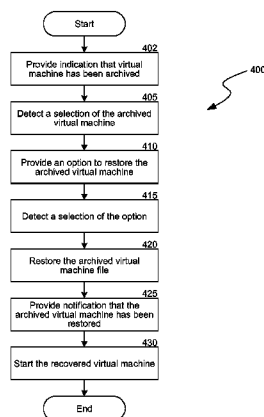 Start
402
Provide indication that virtual
machine has been archived
400
405
Detect a selection of the archived
virtual machine
410
Provide an option to restore the
archived virtual machine
415
Detect a selection of the option
420
Restore the archived virtual
machine file
425
Provide notification that the
archived virtual machine has been
restored
430
Start the recovered virtual machine
End